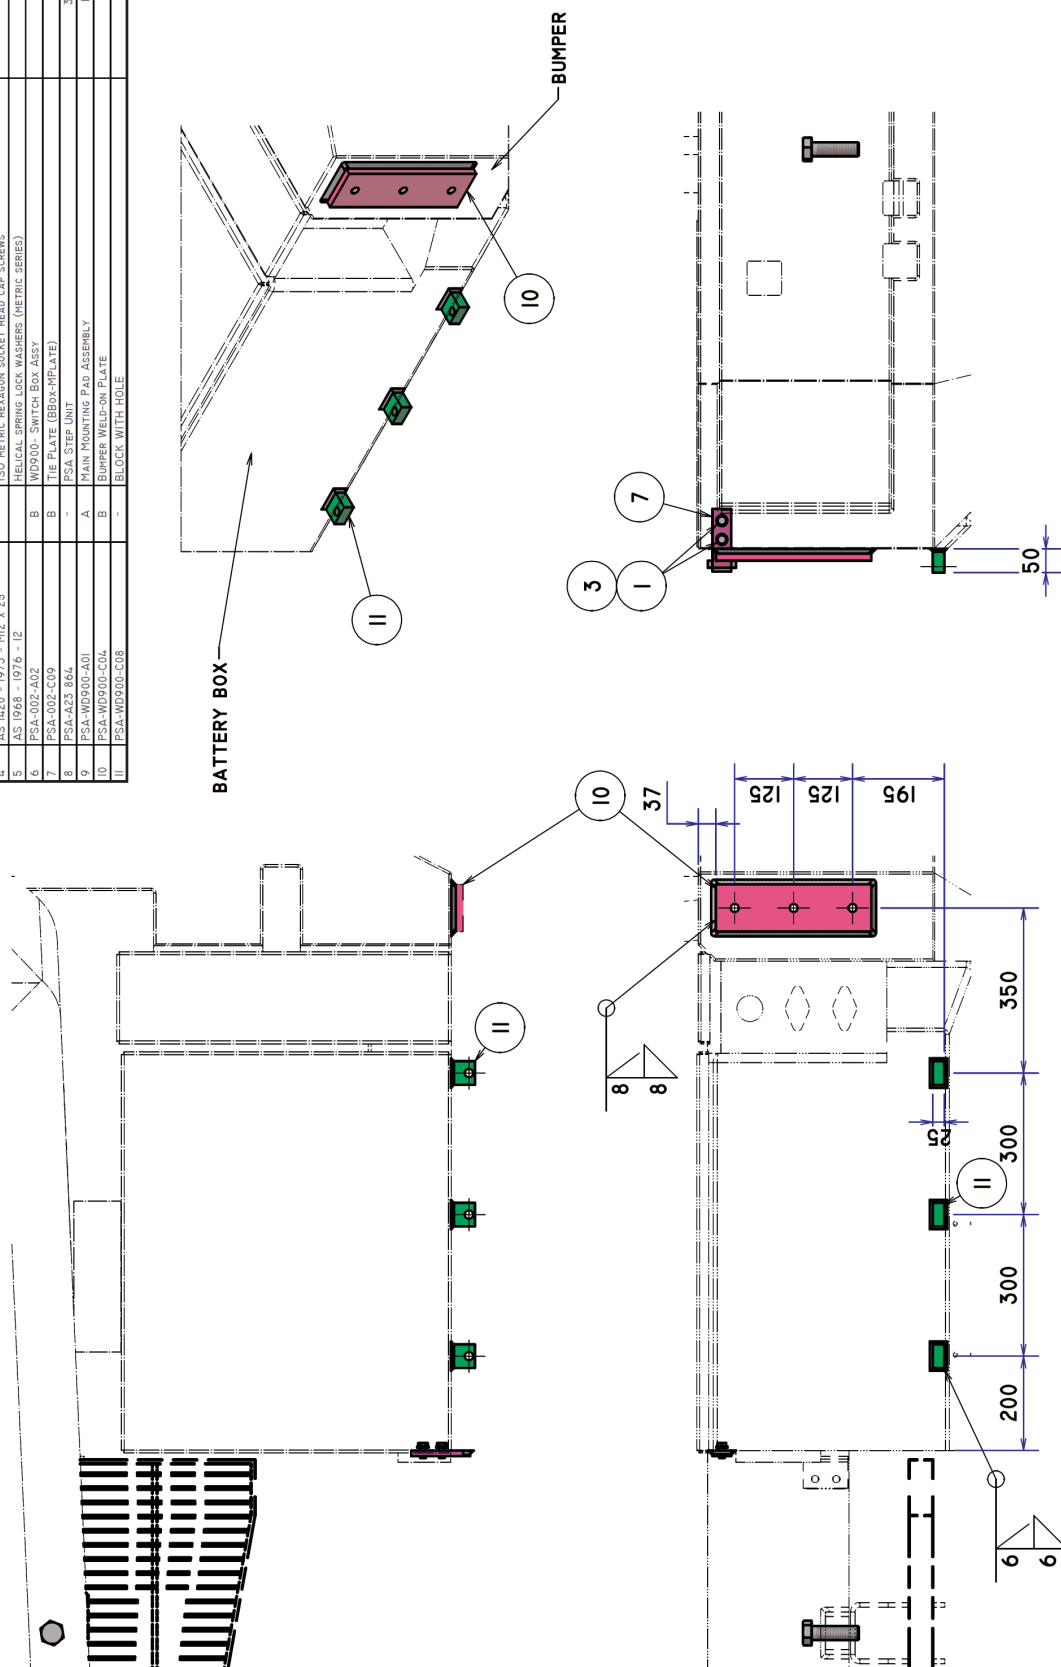 4 AS 1420 - 1973 - M12 X 25 ISO METRIC HEXAGON SOCKET HEAD CAP SCREWS
5 AS 1968 - 1976 - 12 HELICAL SPRING LOCK WASHERS (METRIC SERIES)
6 PSA-002-A02 B WD900- SWITCH BOX ASSY
7 PSA-002-C09 B TIE PLATE (BBOX-MPLATE)
8 PSA-A23 864 - PSA STEP UNIT 3
9 PSA-WD900-A01 A MAIN MOUNTING PAD ASSEMBLY
10 PSA-WD900-C04 B BUMPER WELD-ON PLATE
11 PSA-WD900-C08 - BLOCK WITH HOLE
BATTERY BOX
BUMPER
10
11
10
11
7
3
1
50
37
125
125
195
8
8
350
25
300
11
300
200
6
6